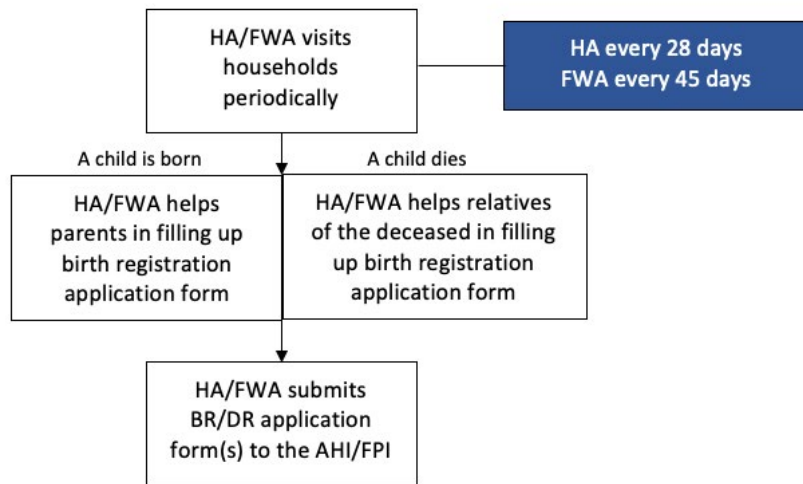 HA/FWA visits
households
periodically
HA every 28 days
FWA every 45 days
A child is born
A child dies
HA/FWA helps
parents in filling up
birth registration
application form
HA/FWA helps relatives
of the deceased in filling
up birth registration
application form
HA/FWA submits
BR/DR application
form(s) to the AHI/FPI